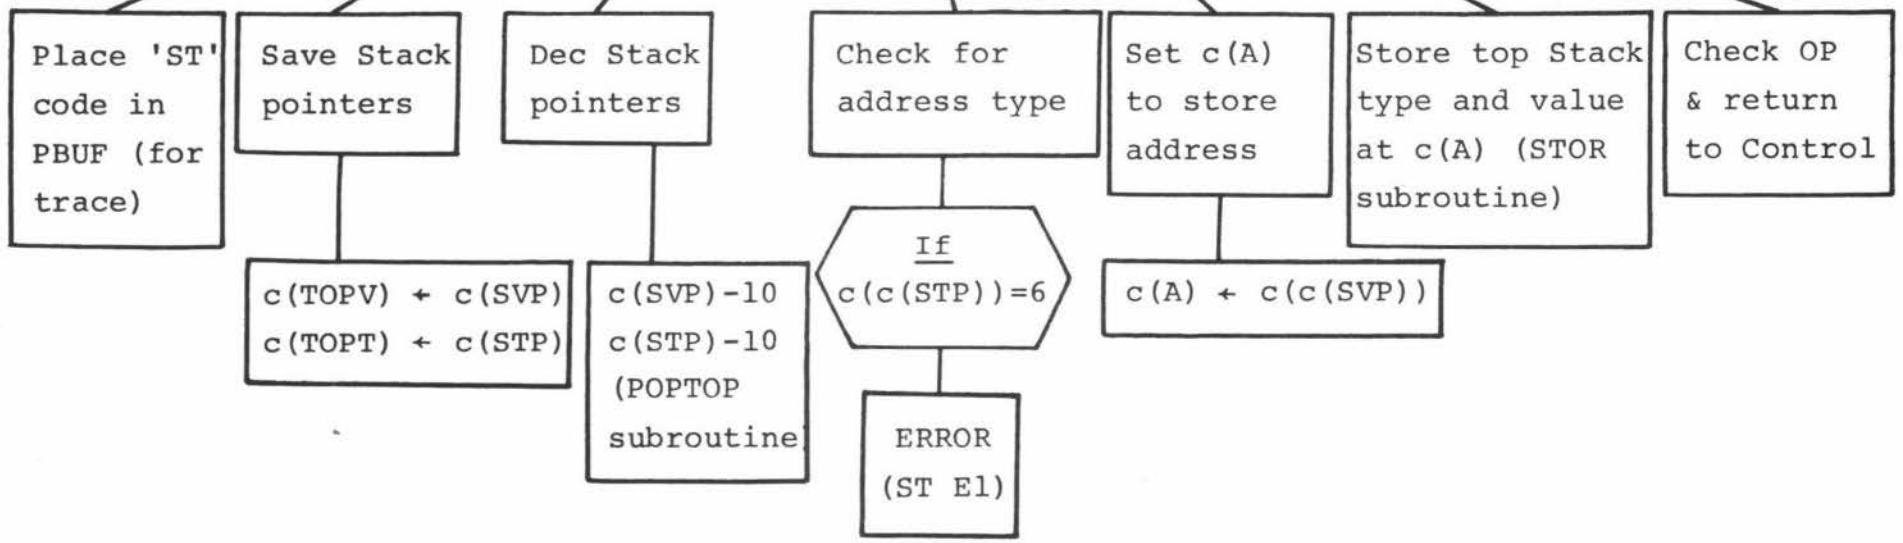 Place 'ST'
code in
PBUF (for
trace)
Save Stack
pointers
Dec Stack
pointers
Check for
address type
Set c(A)
to store
address
Store top Stack
type and value
at c(A) (STOR
subroutine)
Check OP
& return
to Control
c(TOPV) ← c(SVP)
c(TOPT) ← c(STP)
c(SVP)-10
c(STP)-10
(POPTOP
subroutine
If
c(c(STP))=6
ERROR
(ST E1)
c(A) ← c(c(SVP))